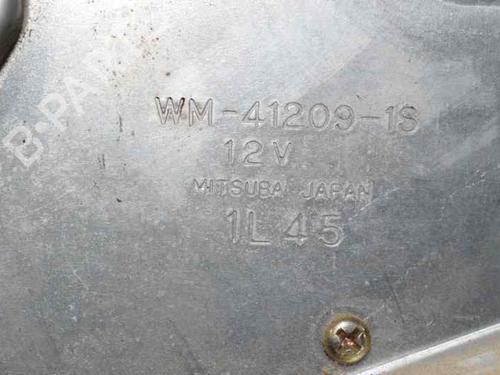 B-PARTS
WM-41209-1S
12V
MITSUBA JAPAN
1L45